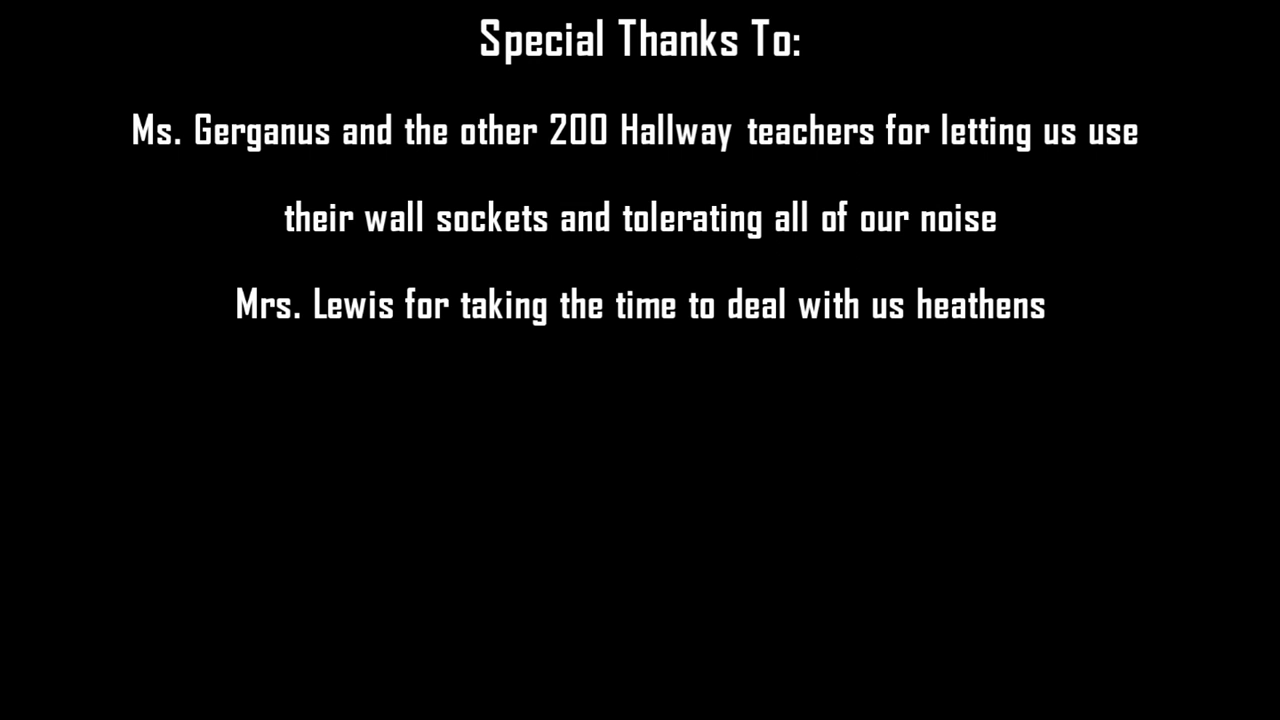 Special Thanks To:
Ms. Gerganus and the other 200 Hallway teachers for letting us use
their wall sockets and tolerating all of our noise
Mrs. Lewis for taking the time to deal with us heathens